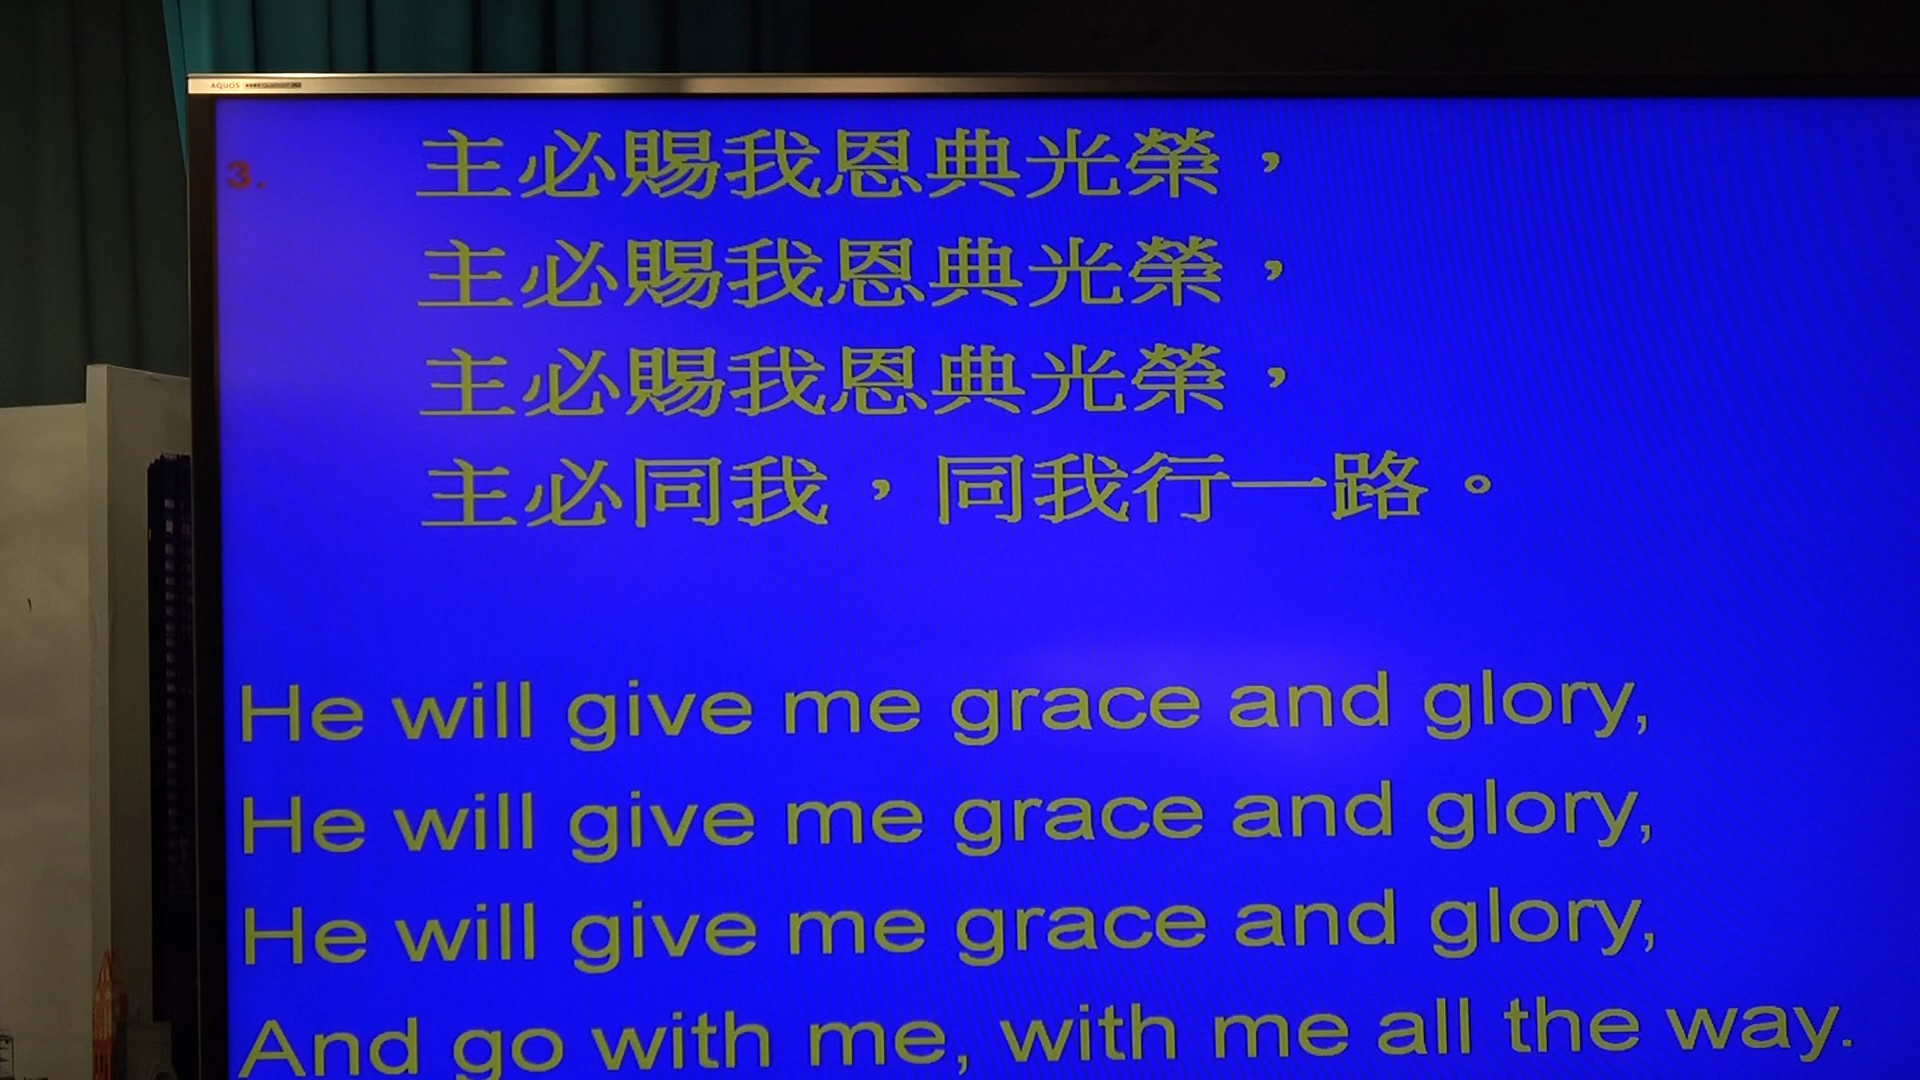 AQUOS
3. 主必賜我恩典光榮，
主必賜我恩典光榮，
主必賜我恩典光榮，
主必同我，同我行一路。
He will give me grace and glory,
He will give me grace and glory,
He will give me grace and glory,
And go with me, with me all the way.